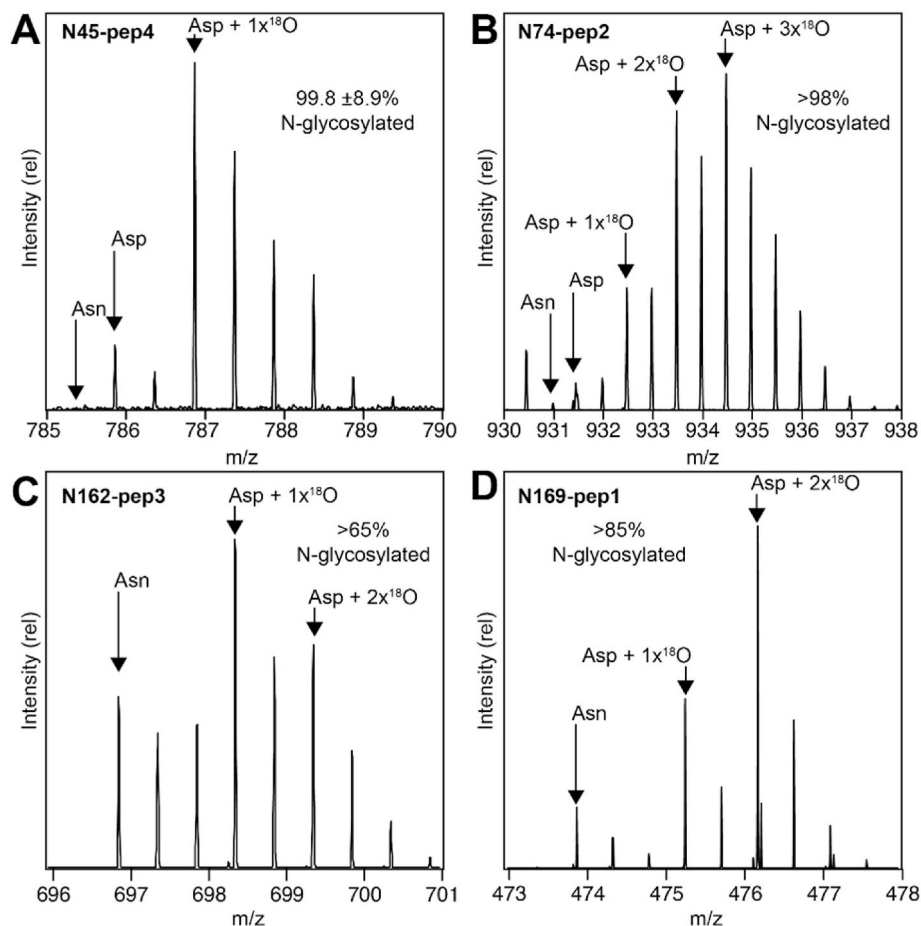 A
N45-pep4
Asp + 1x¹⁸O
99.8 ±8.9%
N-glycosylated
Asp
Asn
Intensity (rel)
785 786 787 788 789 790
m/z
B
N74-pep2
Asp + 3x¹⁸O
Asp + 2x¹⁸O
>98%
N-glycosylated
Asp + 1x¹⁸O
Asp
Asn
Intensity (rel)
930 931 932 933 934 935 936 937 938
m/z
C
N162-pep3
Asp + 1x¹⁸O
>65%
N-glycosylated
Asn
Asp + 2x¹⁸O
Intensity (rel)
696 697 698 699 700 701
m/z
D
N169-pep1
Asp + 2x¹⁸O
>85%
N-glycosylated
Asp + 1x¹⁸O
Asn
Intensity (rel)
473 474 475 476 477 478
m/z